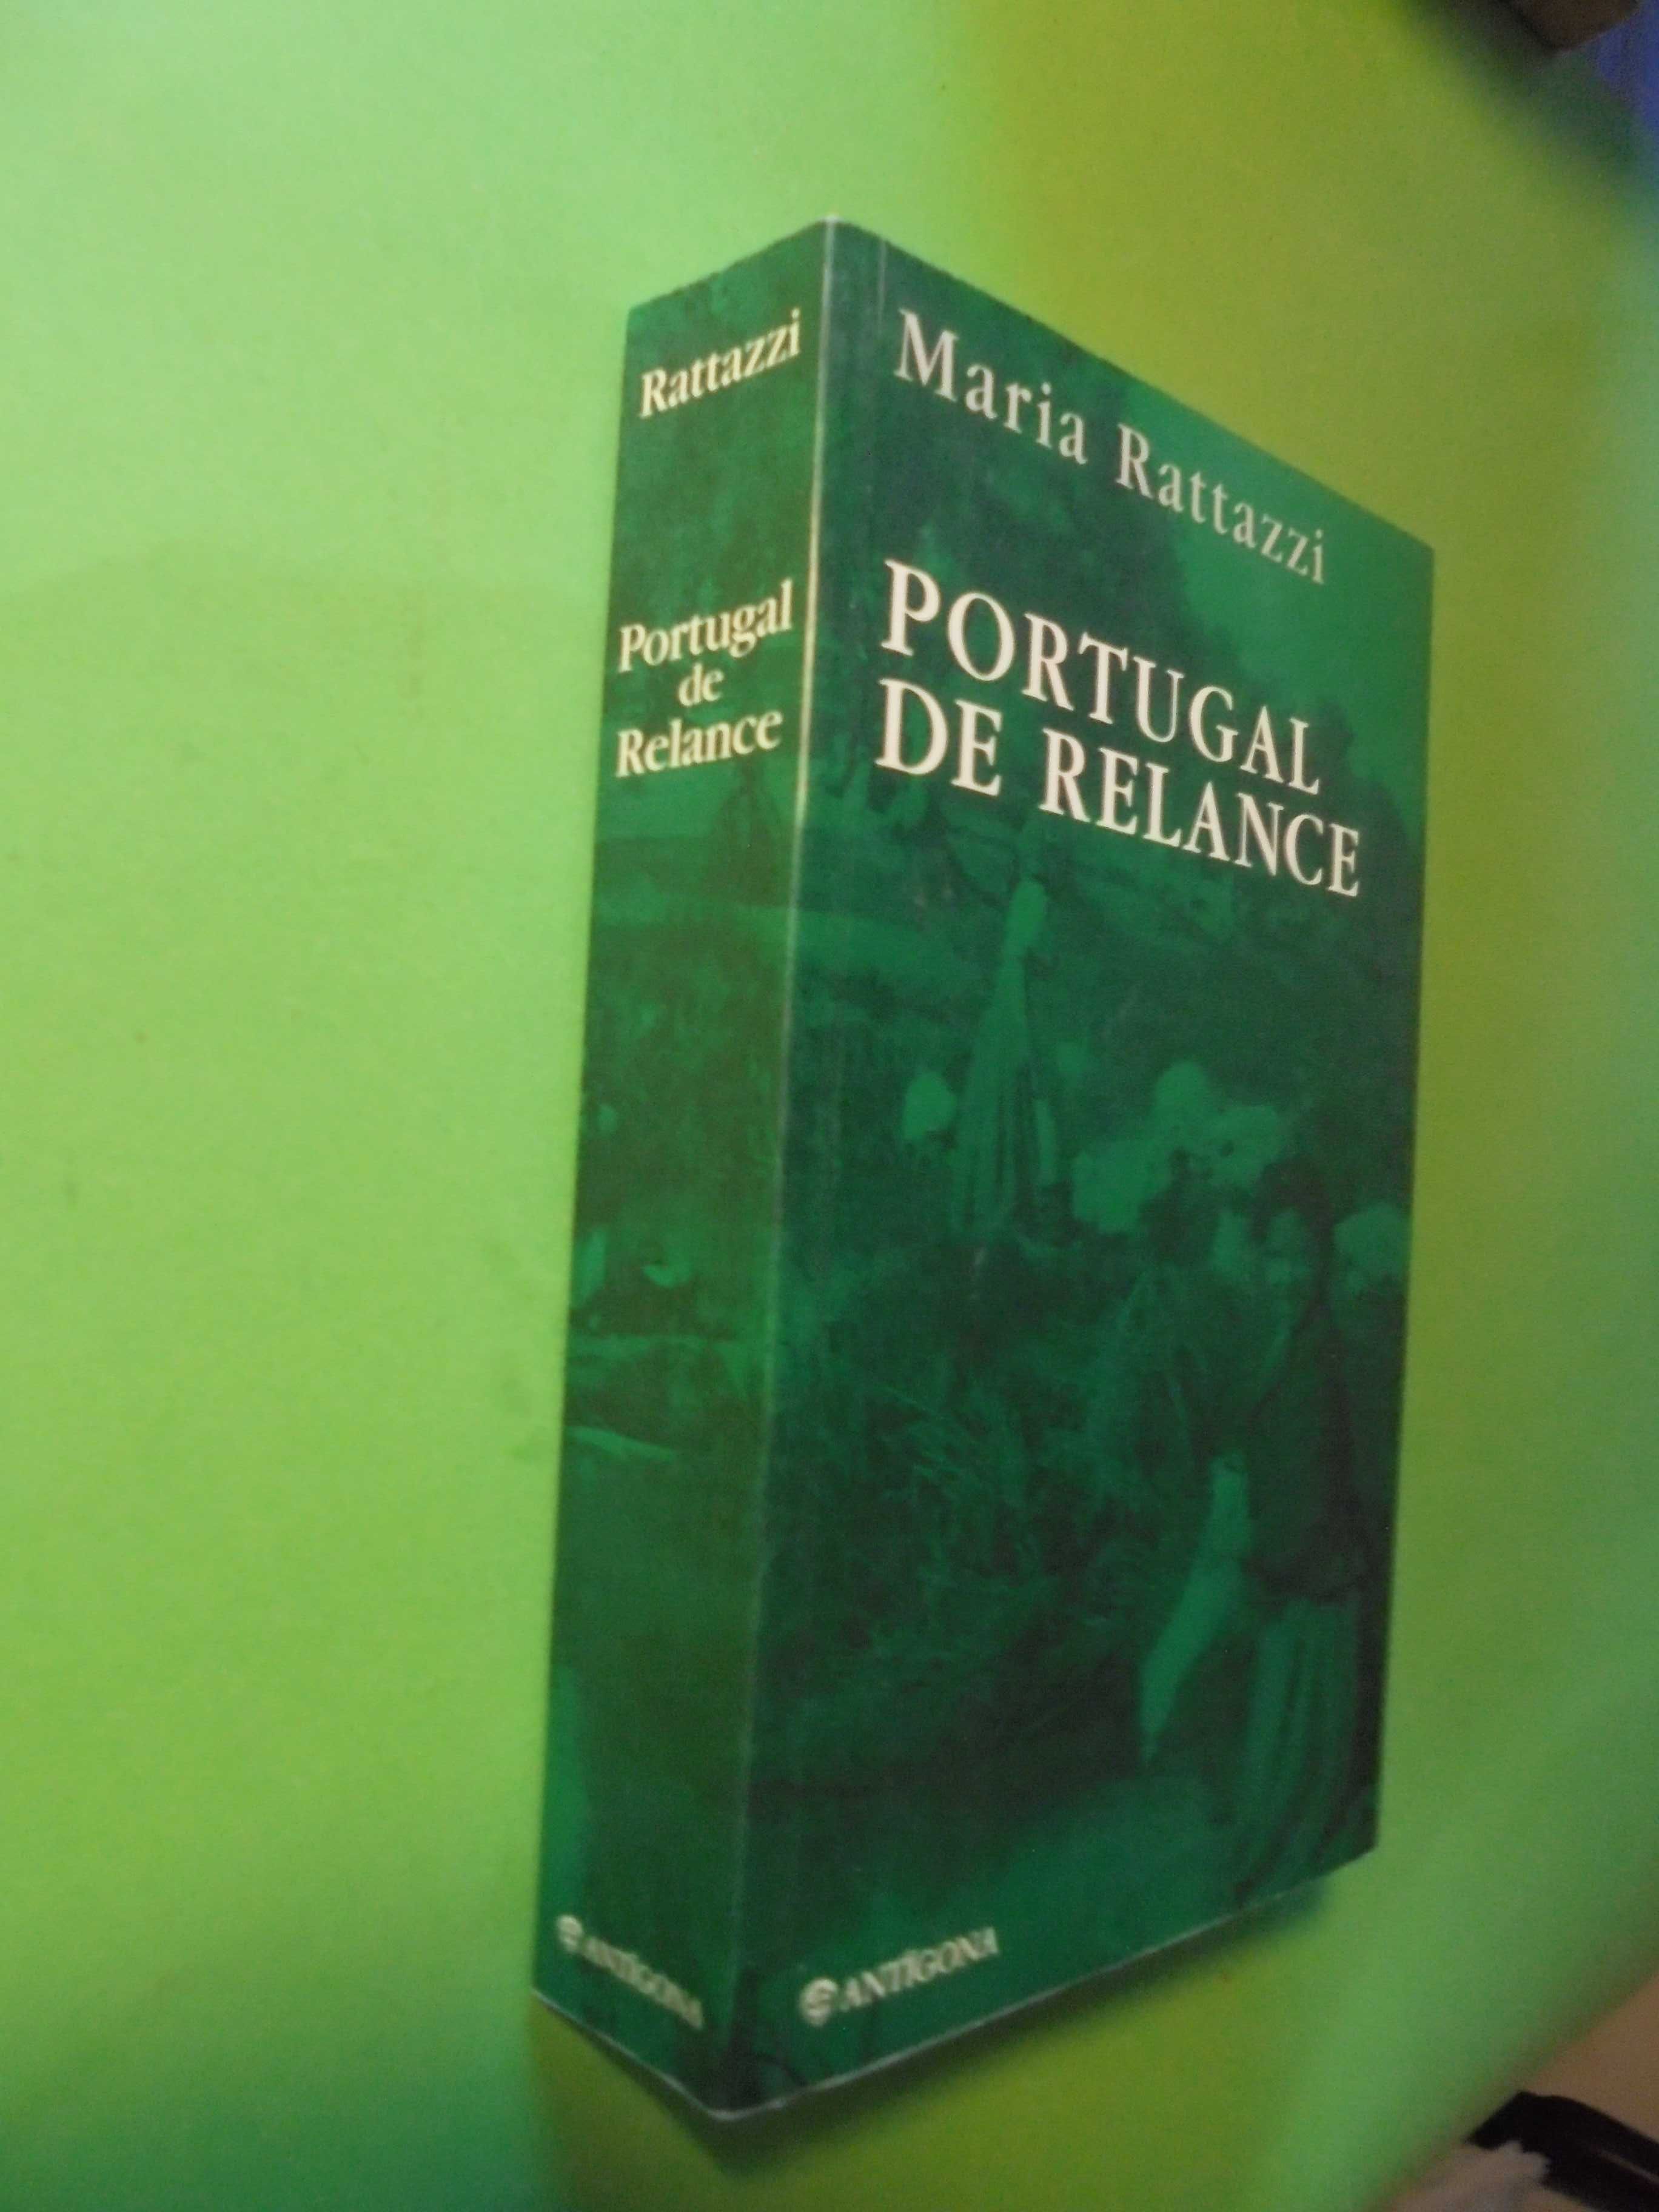 Rattazzi
Portugal
de
Relance
ANTÍGONA
Maria Rattazzi
PORTUGAL
DE RELANCE
ANTÍGONA